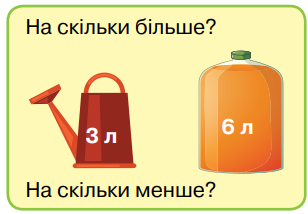 На скільки більше?
3 л
6 л
На скільки менше?